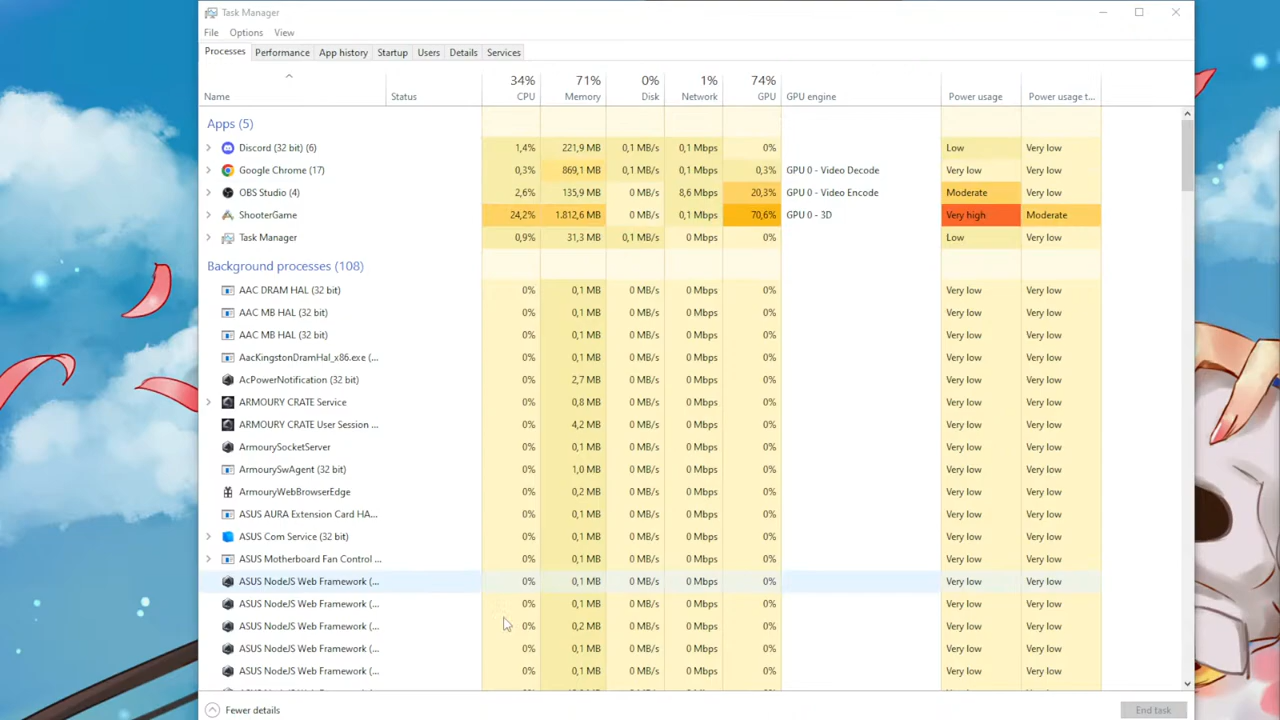 Task Manager
File Options View
Processes Performance App history Startup Users Details Services
34% 71% 0% 1% 74%
Name Status CPU Memory Disk Network GPU GPU engine Power usage Power usage t...
Apps (5)
Discord (32 bit) (6) 1,4% 221,9 MB 0,1 MB/s 0,1 Mbps 0% Low Very low
Google Chrome (17) 0,3% 869,1 MB 0,1 MB/s 0,1 Mbps 0,3% GPU 0 - Video Decode Very low Very low
OBS Studio (4) 2,6% 135,9 MB 0 MB/s 8,6 Mbps 20,3% GPU 0 - Video Encode Moderate Very low
ShooterGame 24,2% 1.812,6 MB 0 MB/s 0,1 Mbps 70,6% GPU 0 - 3D Very high Moderate
Task Manager 0,9% 31,3 MB 0,1 MB/s 0 Mbps 0% Low Very low
Background processes (108)
AAC DRAM HAL (32 bit) 0% 0,1 MB 0 MB/s 0 Mbps 0% Very low Very low
AAC MB HAL (32 bit) 0% 0,1 MB 0 MB/s 0 Mbps 0% Very low Very low
AAC MB HAL (32 bit) 0% 0,1 MB 0 MB/s 0 Mbps 0% Very low Very low
AacKingstonDramHal_x86.exe (... 0% 0,1 MB 0 MB/s 0 Mbps 0% Very low Very low
AcPowerNotification (32 bit) 0% 2,7 MB 0 MB/s 0 Mbps 0% Very low Very low
ARMOURY CRATE Service 0% 0,8 MB 0 MB/s 0 Mbps 0% Very low Very low
ARMOURY CRATE User Session ... 0% 4,2 MB 0 MB/s 0 Mbps 0% Very low Very low
ArmourySocketServer 0% 0,1 MB 0 MB/s 0 Mbps 0% Very low Very low
ArmourySwAgent (32 bit) 0% 1,0 MB 0 MB/s 0 Mbps 0% Very low Very low
ArmouryWebBrowserEdge 0% 0,2 MB 0 MB/s 0 Mbps 0% Very low Very low
ASUS AURA Extension Card HA... 0% 0,1 MB 0 MB/s 0 Mbps 0% Very low Very low
ASUS Com Service (32 bit) 0% 0,1 MB 0 MB/s 0 Mbps 0% Very low Very low
ASUS Motherboard Fan Control ... 0% 0,1 MB 0 MB/s 0 Mbps 0% Very low Very low
ASUS NodeJS Web Framework (... 0% 0,1 MB 0 MB/s 0 Mbps 0% Very low Very low
ASUS NodeJS Web Framework (... 0% 0,1 MB 0 MB/s 0 Mbps 0% Very low Very low
ASUS NodeJS Web Framework (... 0% 0,2 MB 0 MB/s 0 Mbps 0% Very low Very low
ASUS NodeJS Web Framework (... 0% 0,1 MB 0 MB/s 0 Mbps 0% Very low Very low
ASUS NodeJS Web Framework (... 0% 0,1 MB 0 MB/s 0 Mbps 0% Very low Very low
Fewer details End task